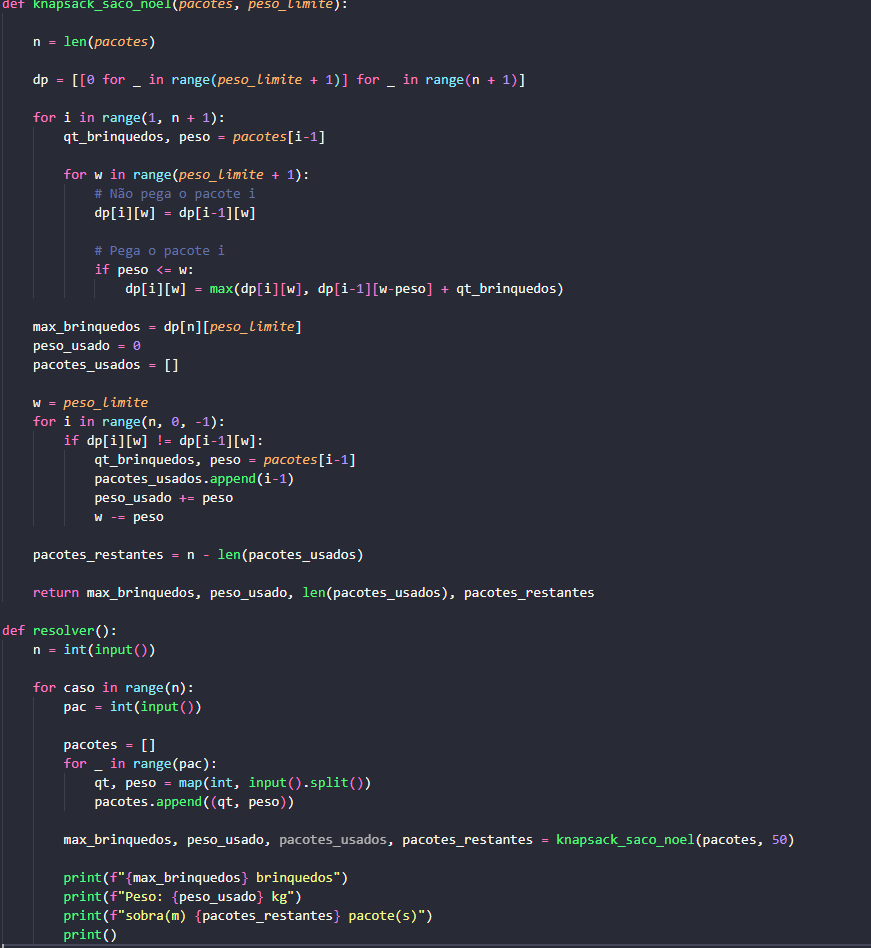 def knapsack_saco_noel(pacotes, peso_limite):
    n = len(pacotes)
    dp = [[0 for _ in range(peso_limite + 1)] for _ in range(n + 1)]
    for i in range(1, n + 1):
        qt_brinquedos, peso = pacotes[i-1]
        for w in range(peso_limite + 1):
            # Não pega o pacote i
            dp[i][w] = dp[i-1][w]
            # Pega o pacote i
            if peso <= w:
                dp[i][w] = max(dp[i][w], dp[i-1][w-peso] + qt_brinquedos)
    max_brinquedos = dp[n][peso_limite]
    peso_usado = 0
    pacotes_usados = []
    w = peso_limite
    for i in range(n, 0, -1):
        if dp[i][w] != dp[i-1][w]:
            qt_brinquedos, peso = pacotes[i-1]
            pacotes_usados.append(i-1)
            peso_usado += peso
            w -= peso
    pacotes_restantes = n - len(pacotes_usados)
    return max_brinquedos, peso_usado, len(pacotes_usados), pacotes_restantes
def resolver():
    n = int(input())
    for caso in range(n):
        pac = int(input())
        pacotes = []
        for _ in range(pac):
            qt, peso = map(int, input().split())
            pacotes.append((qt, peso))
        max_brinquedos, peso_usado, pacotes_usados, pacotes_restantes = knapsack_saco_noel(pacotes, 50)
        print(f"{max_brinquedos} brinquedos")
        print(f"Peso: {peso_usado} kg")
        print(f"sobra(m) {pacotes_restantes} pacote(s)")
        print()